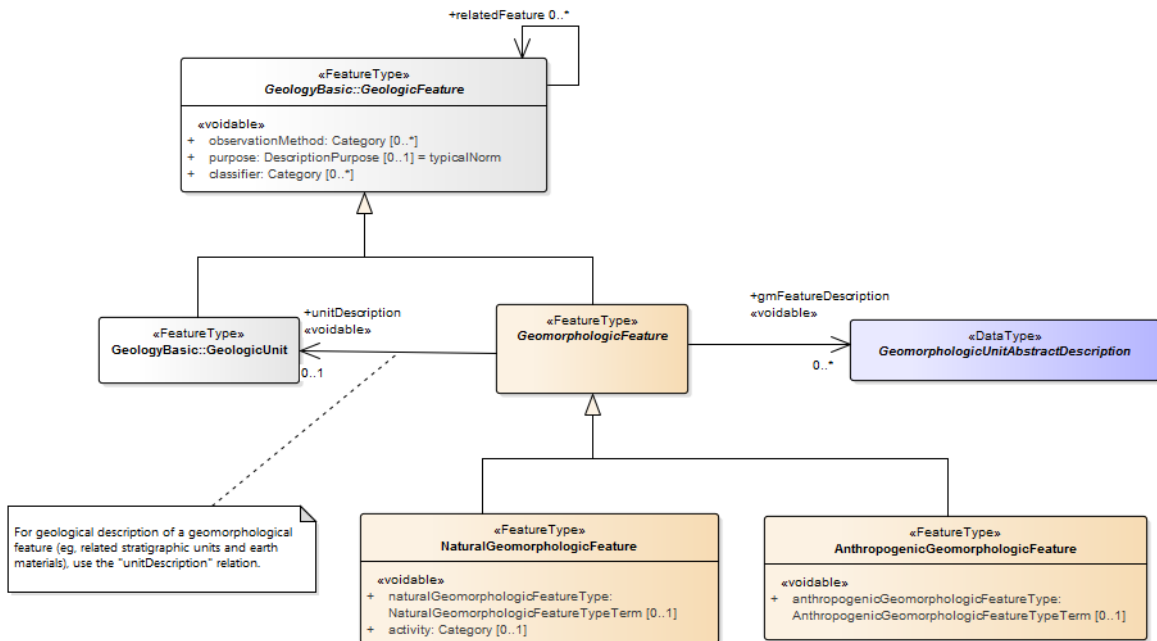 +relatedFeature 0..*
«FeatureType»
GeologyBasic::GeologicFeature
«voidable»
+ observationMethod: Category [0..*]
+ purpose: DescriptionPurpose [0..1] = typicalNorm
+ classifier: Category [0..*]
+unitDescription
«voidable»
0..1
«FeatureType»
GeologyBasic::GeologicUnit
«FeatureType»
GeomorphologicFeature
+gmFeatureDescription
«voidable»
0..*
«DataType»
GeomorphologicUnitAbstractDescription
For geological description of a geomorphological
feature (eg, related stratigraphic units and earth
materials), use the "unitDescription" relation.
«FeatureType»
NaturalGeomorphologicFeature
«voidable»
+ naturalGeomorphologicFeatureType:
NaturalGeomorphologicFeatureTypeTerm [0..1]
+ activity: Category [0..1]
«FeatureType»
AnthropogenicGeomorphologicFeature
«voidable»
+ anthropogenicGeomorphologicFeatureType:
AnthropogenicGeomorphologicFeatureTypeTerm [0..1]